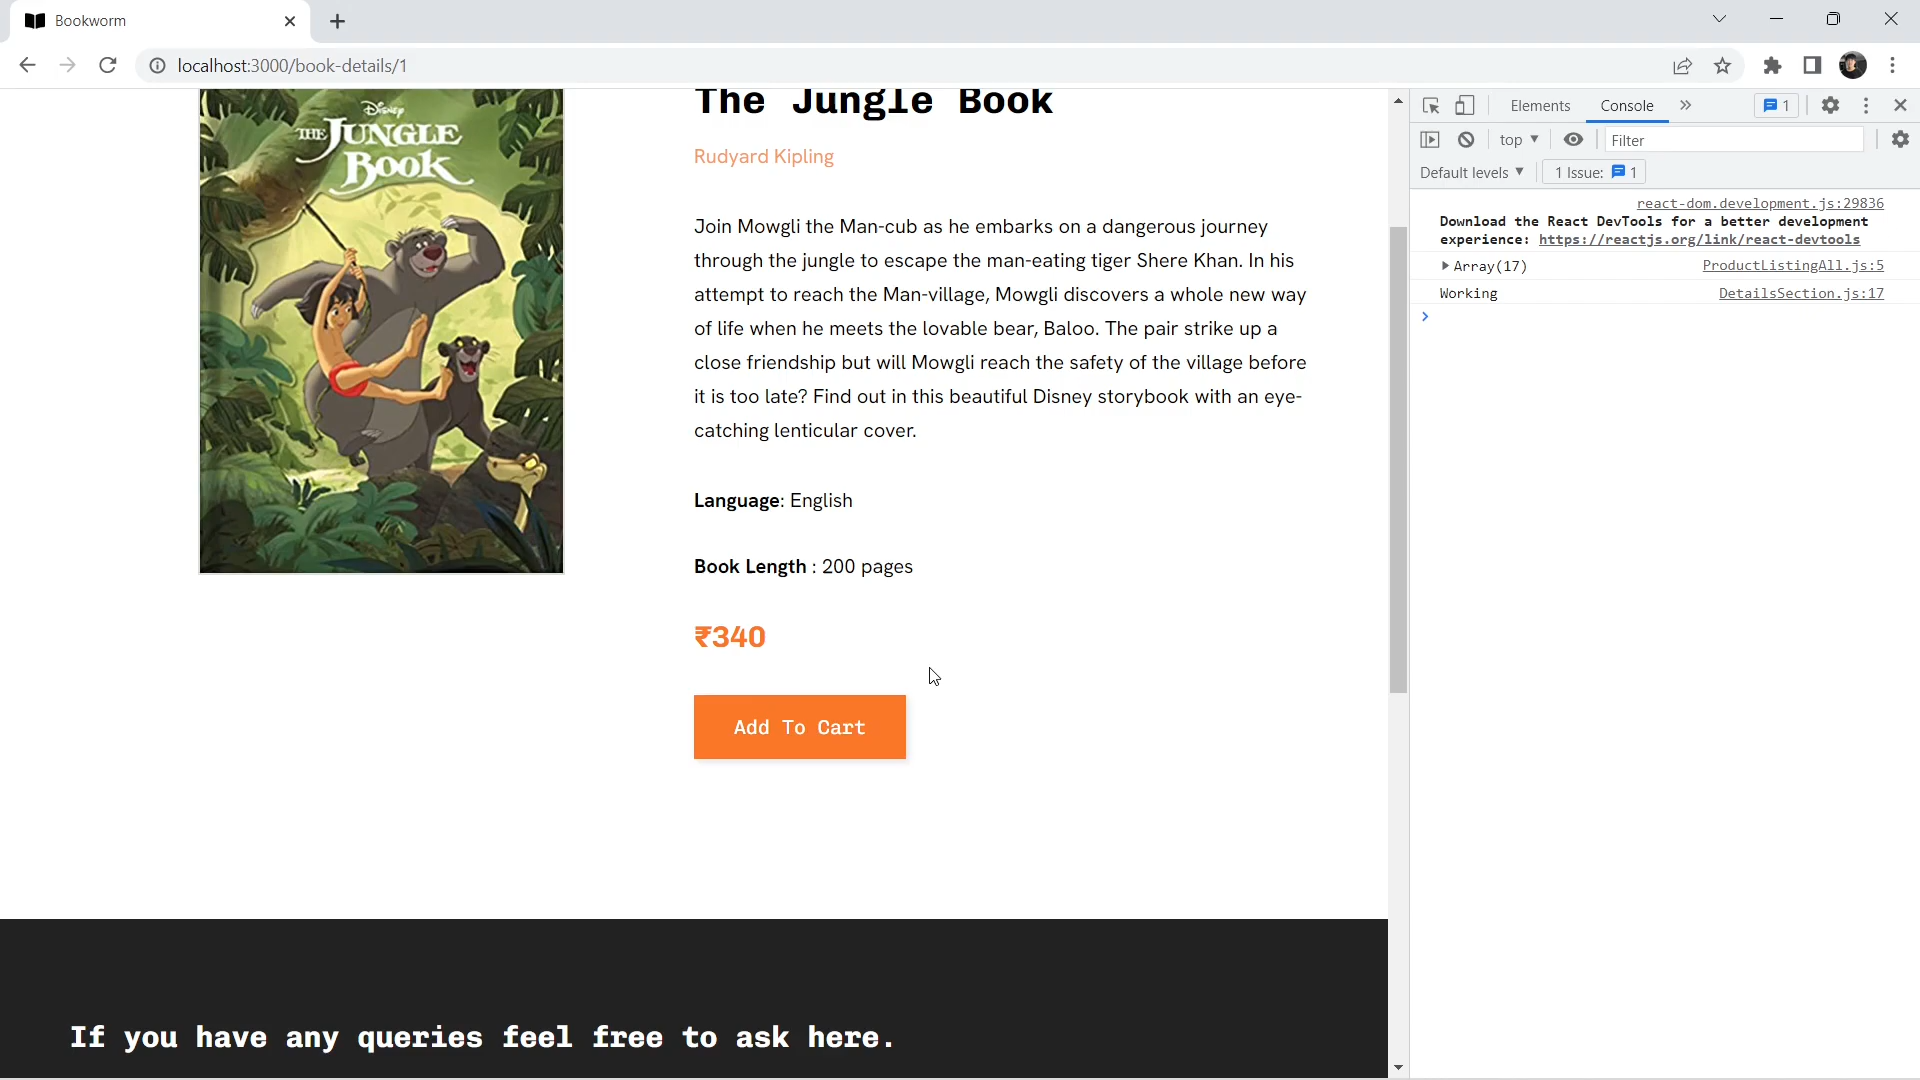 Bookworm
localhost:3000/book-details/1
Disney
THE JUNGLE
BOOK
The Jungle Book
Rudyard Kipling
Join Mowgli the Man-cub as he embarks on a dangerous journey
through the jungle to escape the man-eating tiger Shere Khan. In his
attempt to reach the Man-village, Mowgli discovers a whole new way
of life when he meets the lovable bear, Baloo. The pair strike up a
close friendship but will Mowgli reach the safety of the village before
it is too late? Find out in this beautiful Disney storybook with an eye-
catching lenticular cover.
Language: English
Book Length : 200 pages
₹340
Add To Cart
If you have any queries feel free to ask here.
Elements Console » 1
top Filter
Default levels 1 Issue: 1
react-dom.development.js:29836
Download the React DevTools for a better development
experience: https://reactjs.org/link/react-devtools
Array(17) ProductListingAll.js:5
Working DetailsSection.js:17